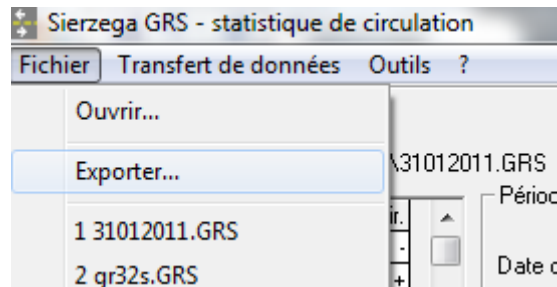 Sierzega GRS - statistique de circulation
Fichier Transfert de données Outils ?
Ouvrir...
Exporter...
\31012011.GRS
Périod
ir.
-
1 31012011.GRS
2 gr32s.GRS
+
Date d